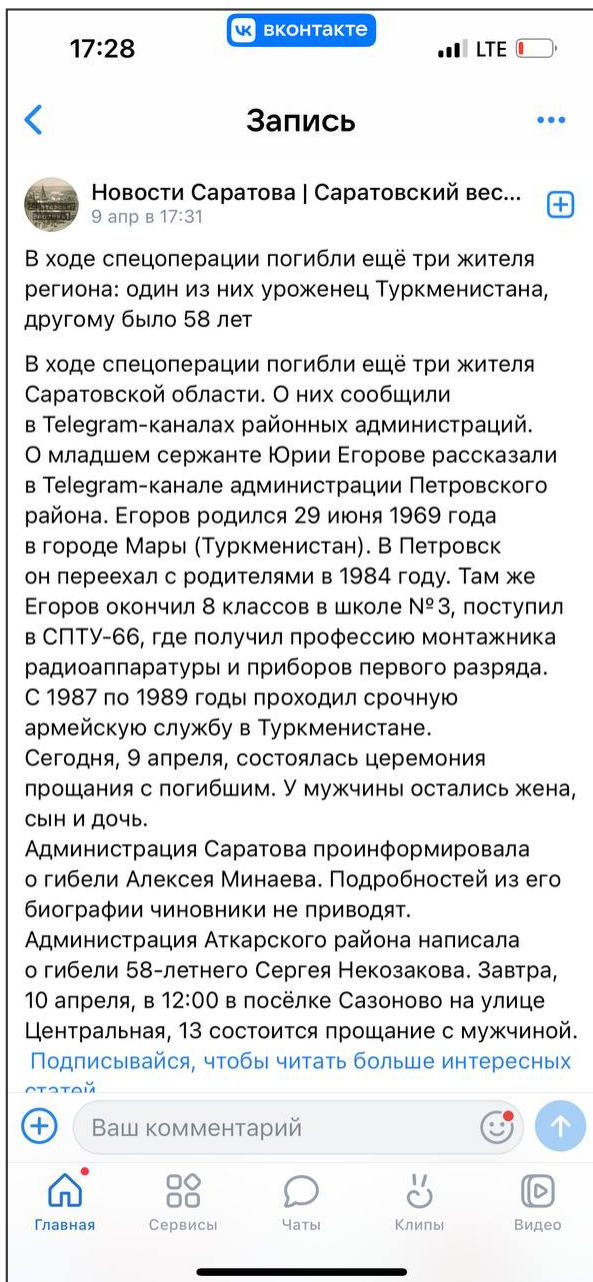 17:28
вконтакте
LTE
Запись
Новости Саратова | Саратовский вес...
9 апр в 17:31
В ходе спецоперации погибли ещё три жителя
региона: один из них уроженец Туркменистана,
другому было 58 лет
В ходе спецоперации погибли ещё три жителя
Саратовской области. О них сообщили
в Telegram-каналах районных администраций.
О младшем сержанте Юрии Егорове рассказали
в Telegram-канале администрации Петровского
района. Егоров родился 29 июня 1969 года
в городе Мары (Туркменистан). В Петровск
он переехал с родителями в 1984 году. Там же
Егоров окончил 8 классов в школе №3, поступил
в СПТУ-66, где получил профессию монтажника
радиоаппаратуры и приборов первого разряда.
С 1987 по 1989 годы проходил срочную
армейскую службу в Туркменистане.
Сегодня, 9 апреля, состоялась церемония
прощания с погибшим. У мужчины остались жена,
сын и дочь.
Администрация Саратова проинформировала
о гибели Алексея Минаева. Подробностей из его
биографии чиновники не приводят.
Администрация Аткарского района написала
о гибели 58-летнего Сергея Некозакова. Завтра,
10 апреля, в 12:00 в посёлке Сазоново на улице
Центральная, 13 состоится прощание с мужчиной.
Подписывайся, чтобы читать больше интересных
статей
Ваш комментарий
Главная
Сервисы
Чаты
Клипы
Видео